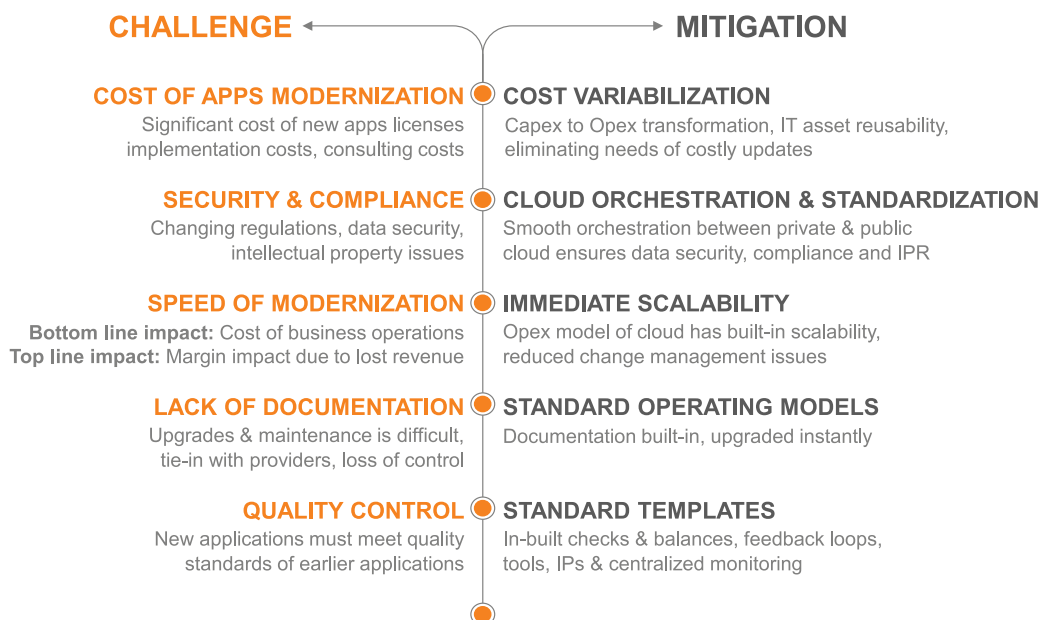 CHALLENGE
MITIGATION
COST OF APPS MODERNIZATION
Significant cost of new apps licenses
implementation costs, consulting costs
COST VARIABILIZATION
Capex to Opex transformation, IT asset reusability,
eliminating needs of costly updates
SECURITY & COMPLIANCE
Changing regulations, data security,
intellectual property issues
CLOUD ORCHESTRATION & STANDARDIZATION
Smooth orchestration between private & public
cloud ensures data security, compliance and IPR
SPEED OF MODERNIZATION
Bottom line impact: Cost of business operations
Top line impact: Margin impact due to lost revenue
IMMEDIATE SCALABILITY
Opex model of cloud has built-in scalability,
reduced change management issues
LACK OF DOCUMENTATION
Upgrades & maintenance is difficult,
tie-in with providers, loss of control
STANDARD OPERATING MODELS
Documentation built-in, upgraded instantly
QUALITY CONTROL
New applications must meet quality
standards of earlier applications
STANDARD TEMPLATES
In-built checks & balances, feedback loops,
tools, IPs & centralized monitoring